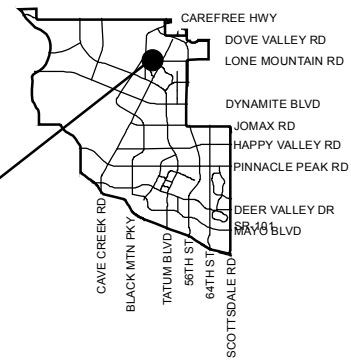 CAREFREE HWY
DOVE VALLEY RD
LONE MOUNTAIN RD
DYNAMITE BLVD
JOMAX RD
HAPPY VALLEY RD
PINNACLE PEAK RD
DEER VALLEY DR
SR-101
MAYO BLVD
CAVE CREEK RD
BLACK MTN PKY
TATUM BLVD
56TH ST
64TH ST
SCOTTSDALE RD